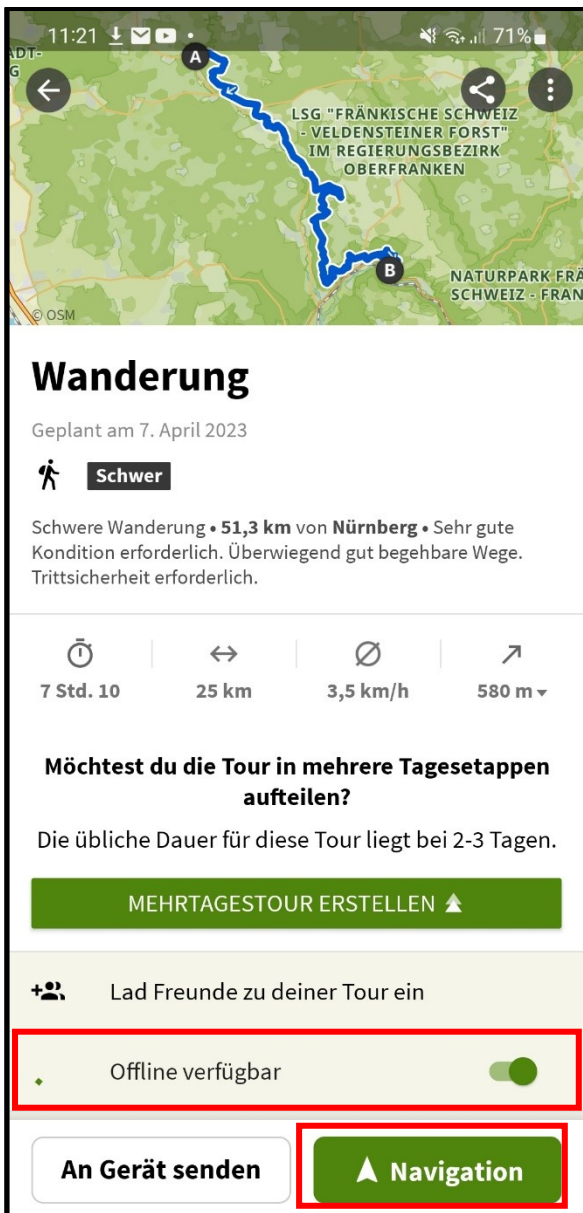 11:21
71%
DT-
G
A
LSG "FRÄNKISCHE SCHWEIZ
- VELDENSTEINER FORST"
IM REGIERUNGSBEZIRK
OBERFRANKEN
B
NATURPARK FRÄ
SCHWEIZ - FRAN
© OSM
Wanderung
Geplant am 7. April 2023
Schwer
Schwere Wanderung • 51,3 km von Nürnberg • Sehr gute
Kondition erforderlich. Überwiegend gut begehbare Wege.
Trittsicherheit erforderlich.
7 Std. 10 25 km 3,5 km/h 580 m
Möchtest du die Tour in mehrere Tagesetappen
aufteilen?
Die übliche Dauer für diese Tour liegt bei 2-3 Tagen.
MEHRTAGESTOUR ERSTELLEN
Lad Freunde zu deiner Tour ein
Offline verfügbar
An Gerät senden Navigation